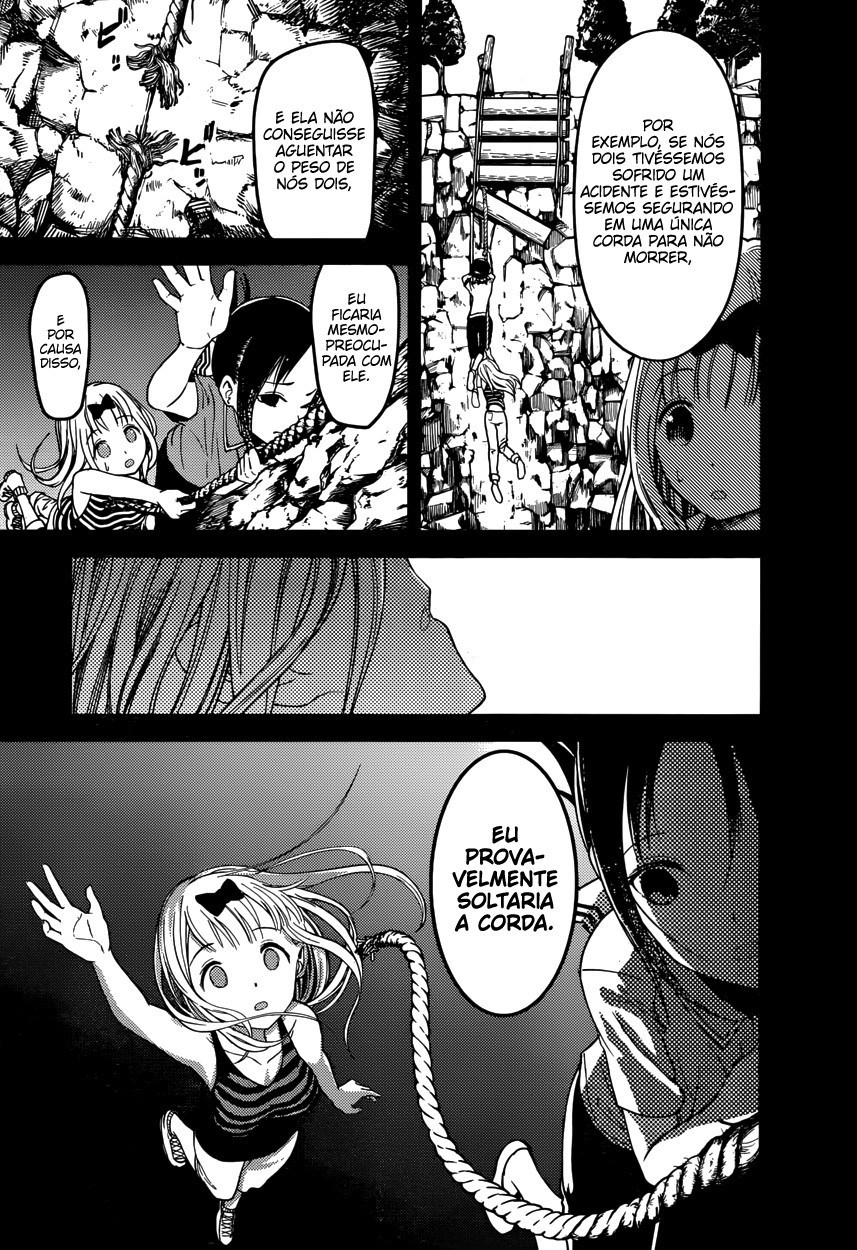 POR
EXEMPLO, SE NÓS
DOIS TIVÉSSEMOS
SOFRIDO UM
ACIDENTE E ESTIVÉS-
SEMOS SEGURANDO
EM UMA ÚNICA
CORDA PARA NÃO
MORRER,
E ELA NÃO
CONSEGUISSE
AGUENTAR
O PESO DE
NÓS DOIS,
EU
FICARIA
MESMO-
PREOCU-
PADA COM
ELE.
E
POR
CAUSA
DISSO,
EU
PROVA-
VELMENTE
SOLTARIA
A CORDA.